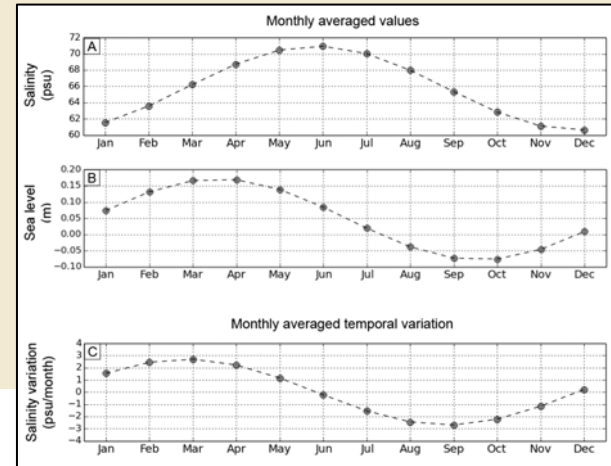 Monthly averaged values
A
Salinity
(psu)
72
70
68
66
64
62
60
Jan Feb Mar Apr May Jun Jul Aug Sep Oct Nov Dec
B
Sea level
(m)
0.20
0.15
0.10
0.05
0.00
−0.05
−0.10
Jan Feb Mar Apr May Jun Jul Aug Sep Oct Nov Dec
Monthly averaged temporal variation
C
Salinity variation
(psu/month)
4
3
2
1
0
−1
−2
−3
−4
Jan Feb Mar Apr May Jun Jul Aug Sep Oct Nov Dec